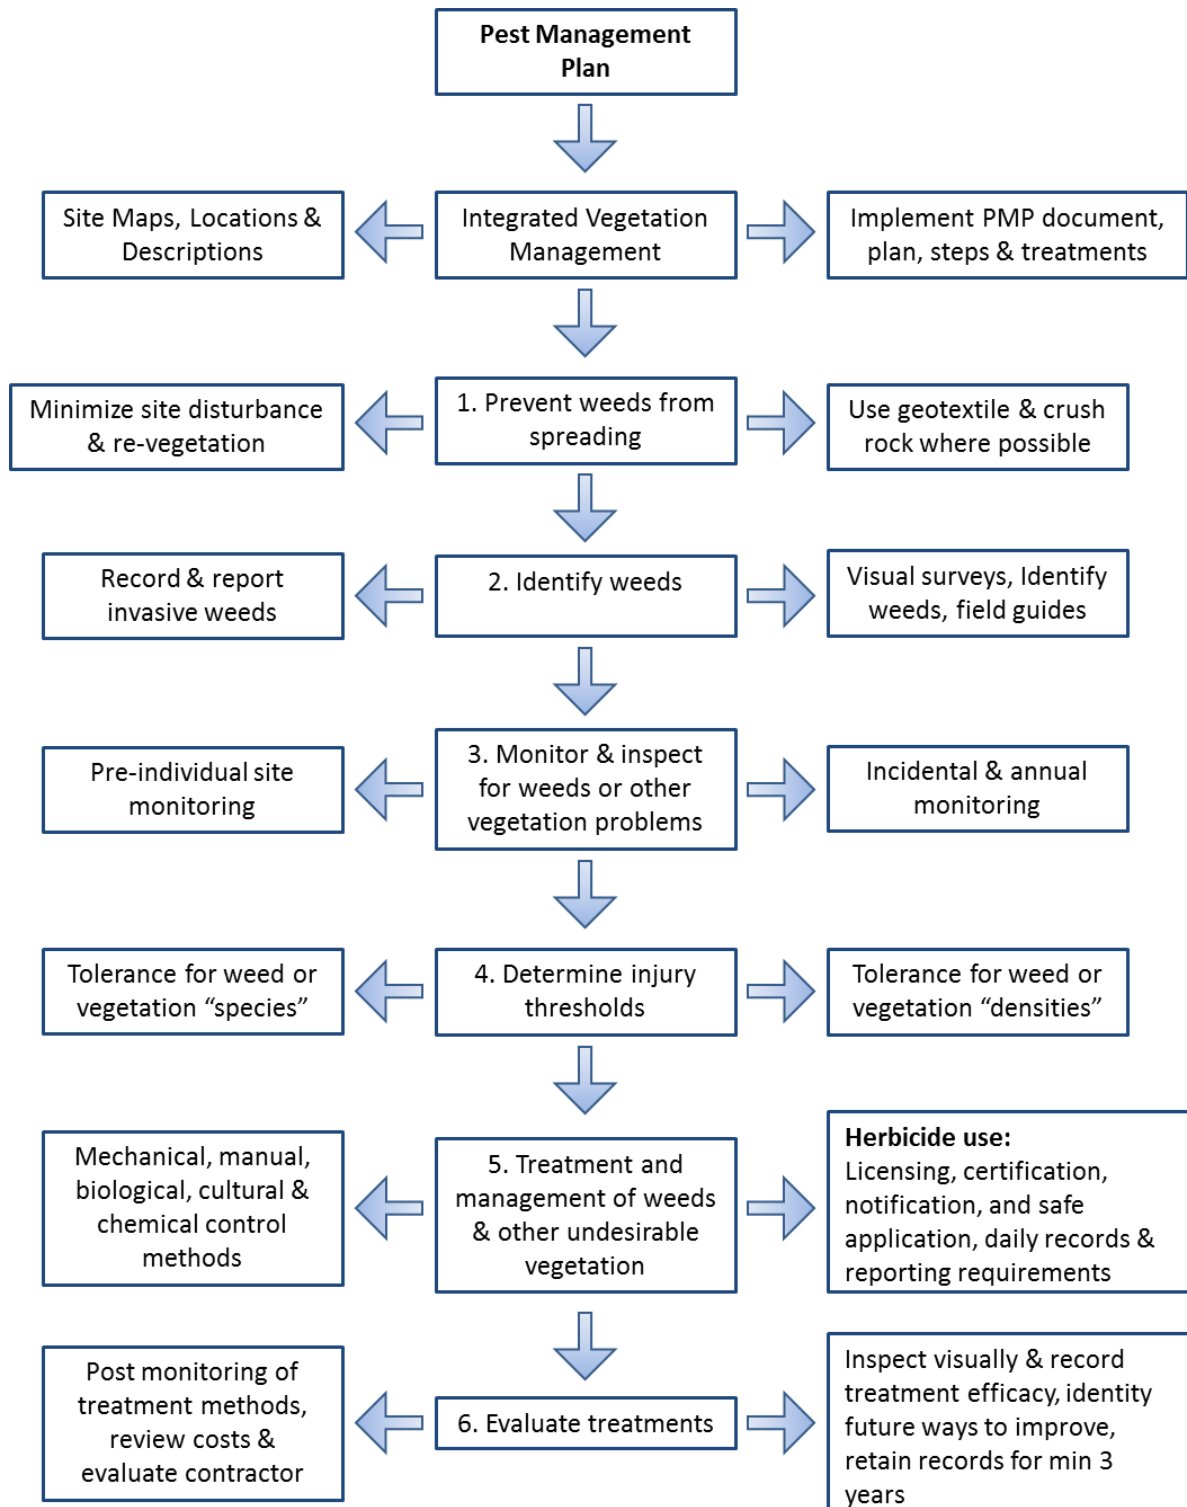 Pest Management
Plan
Site Maps, Locations &
Descriptions
Integrated Vegetation
Management
Implement PMP document,
plan, steps & treatments
Minimize site disturbance
& re-vegetation
1. Prevent weeds from
spreading
Use geotextile & crush
rock where possible
Record & report
invasive weeds
2. Identify weeds
Visual surveys, Identify
weeds, field guides
Pre-individual site
monitoring
3. Monitor & inspect
for weeds or other
vegetation problems
Incidental & annual
monitoring
Tolerance for weed or
vegetation “species”
4. Determine injury
thresholds
Tolerance for weed or
vegetation “densities”
Mechanical, manual,
biological, cultural &
chemical control
methods
5. Treatment and
management of weeds
& other undesirable
vegetation
Herbicide use:
Licensing, certification,
notification, and safe
application, daily records &
reporting requirements
Post monitoring of
treatment methods,
review costs &
evaluate contractor
6. Evaluate treatments
Inspect visually & record
treatment efficacy, identity
future ways to improve,
retain records for min 3
years